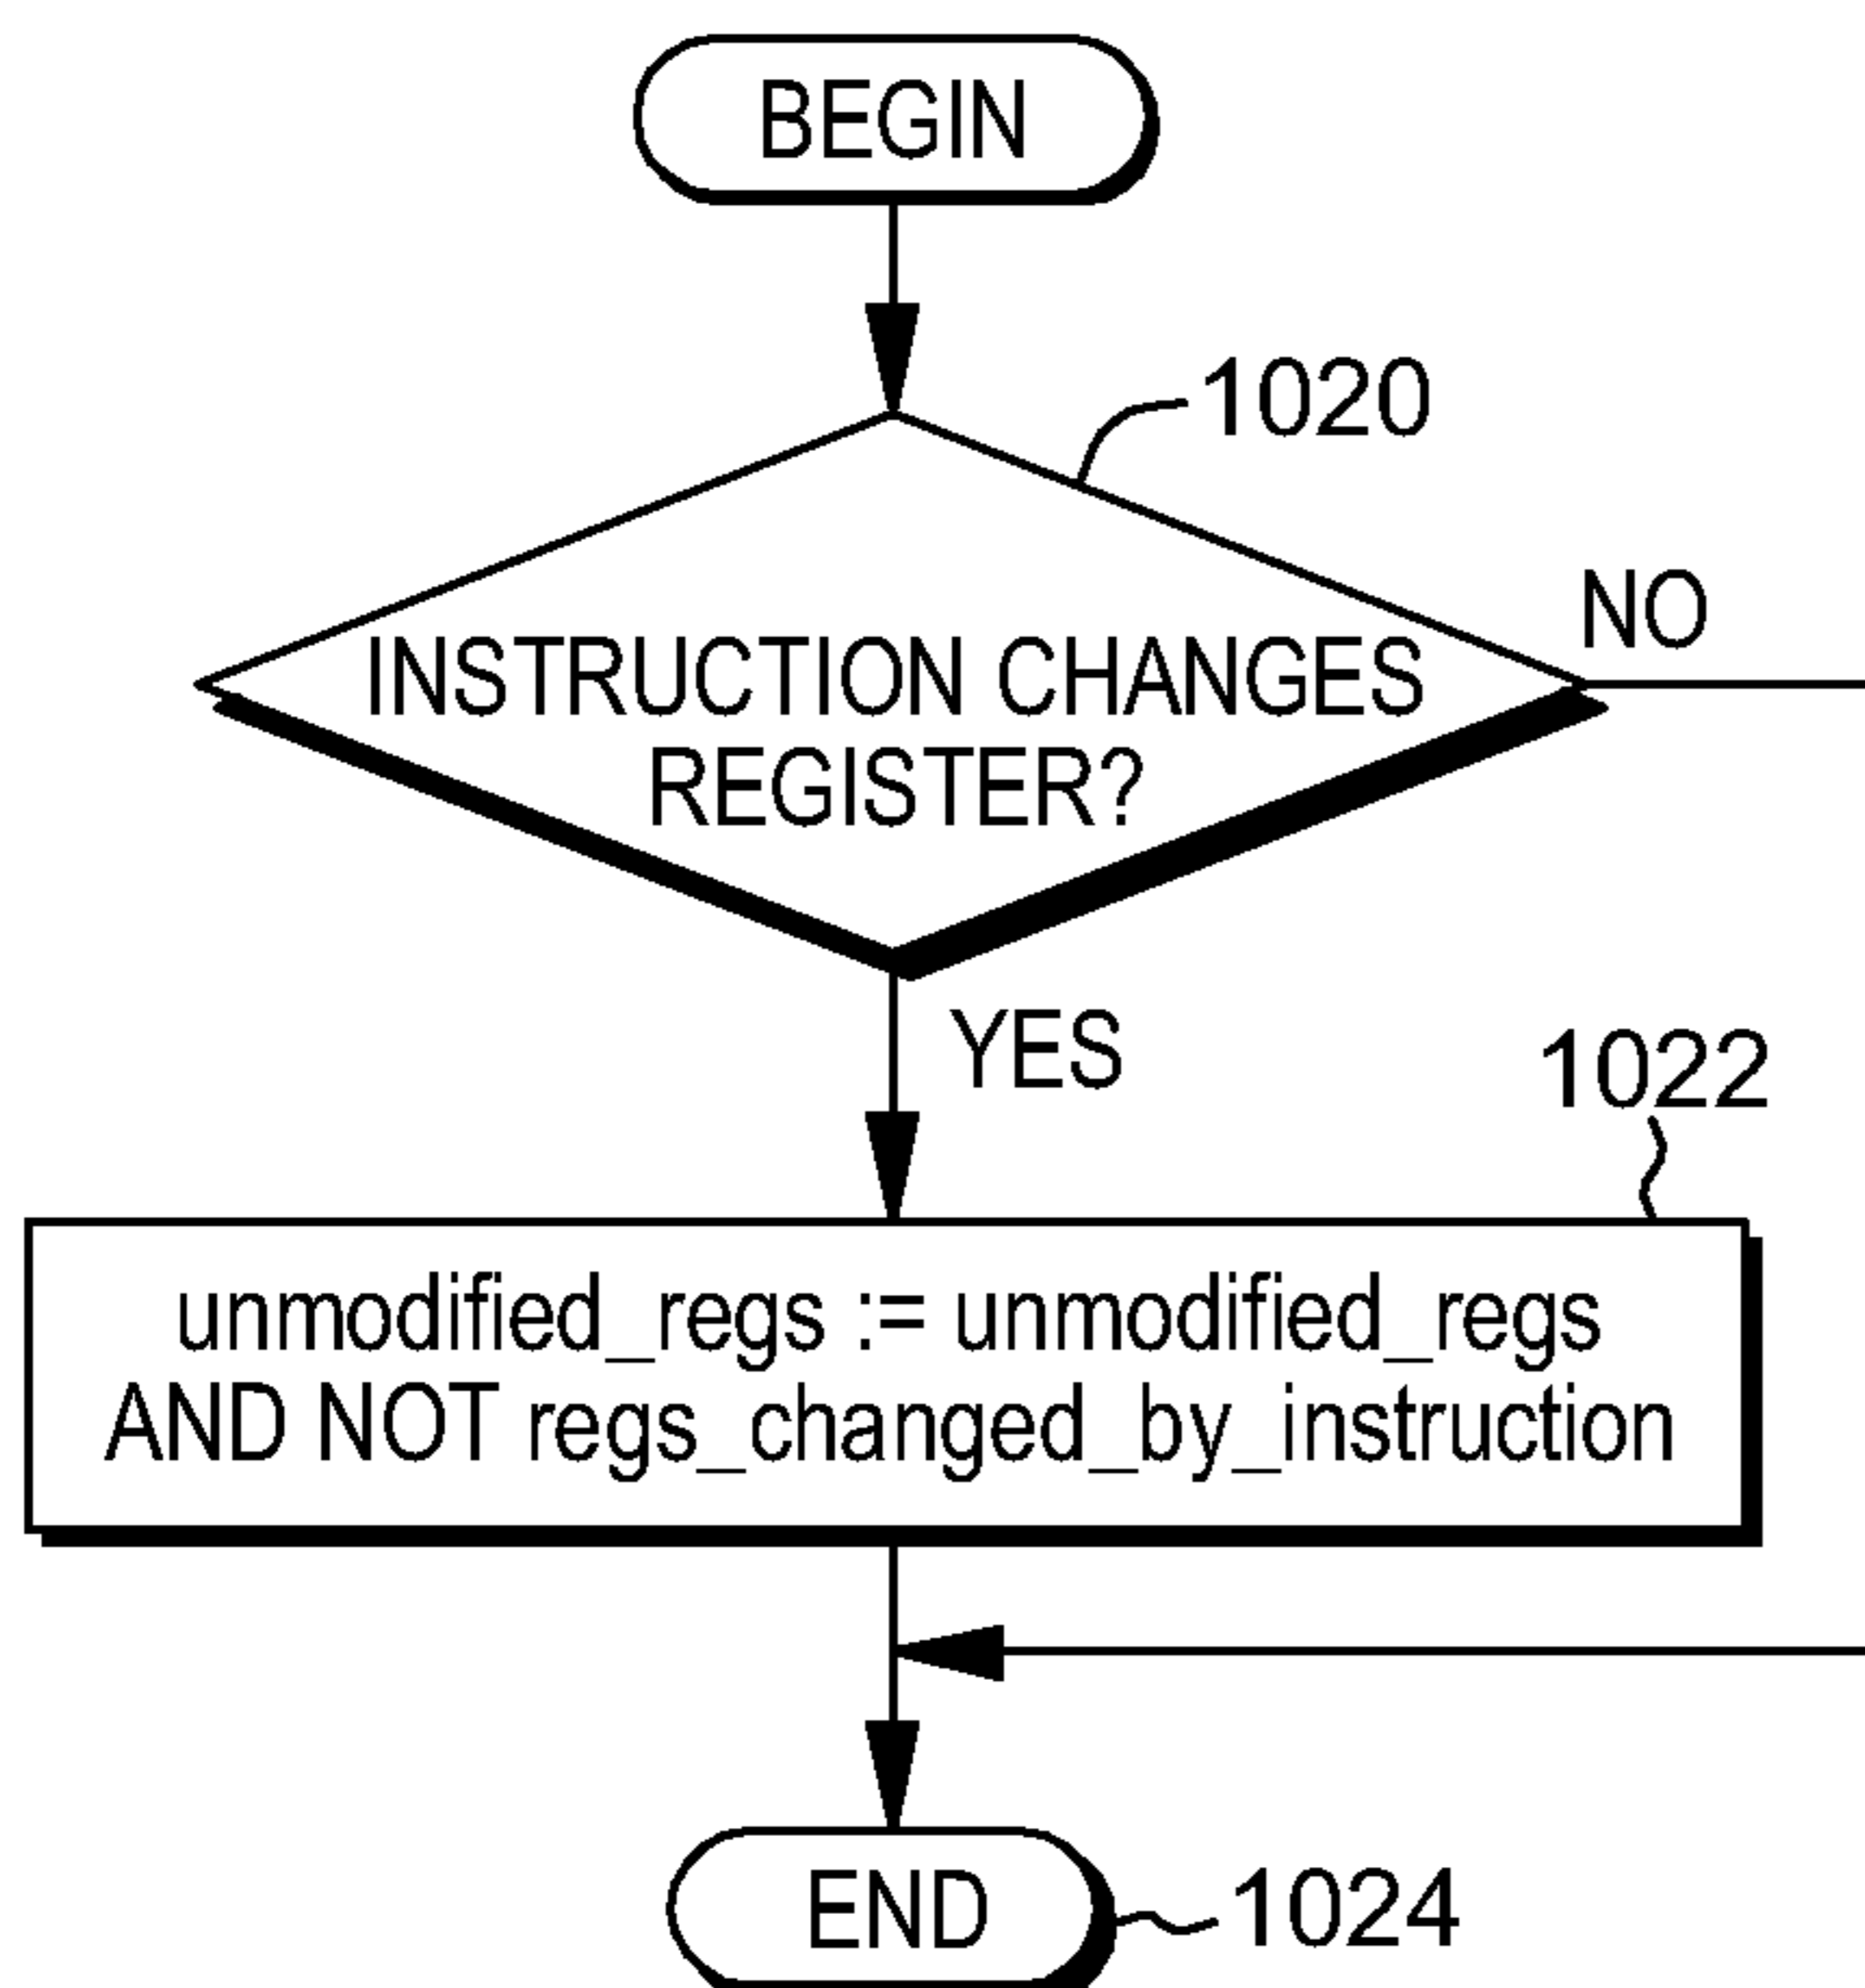 BEGIN
1020
INSTRUCTION CHANGES
REGISTER?
NO
YES
1022
unmodified_regs := unmodified_regs
AND NOT regs_changed_by_instruction
END
1024